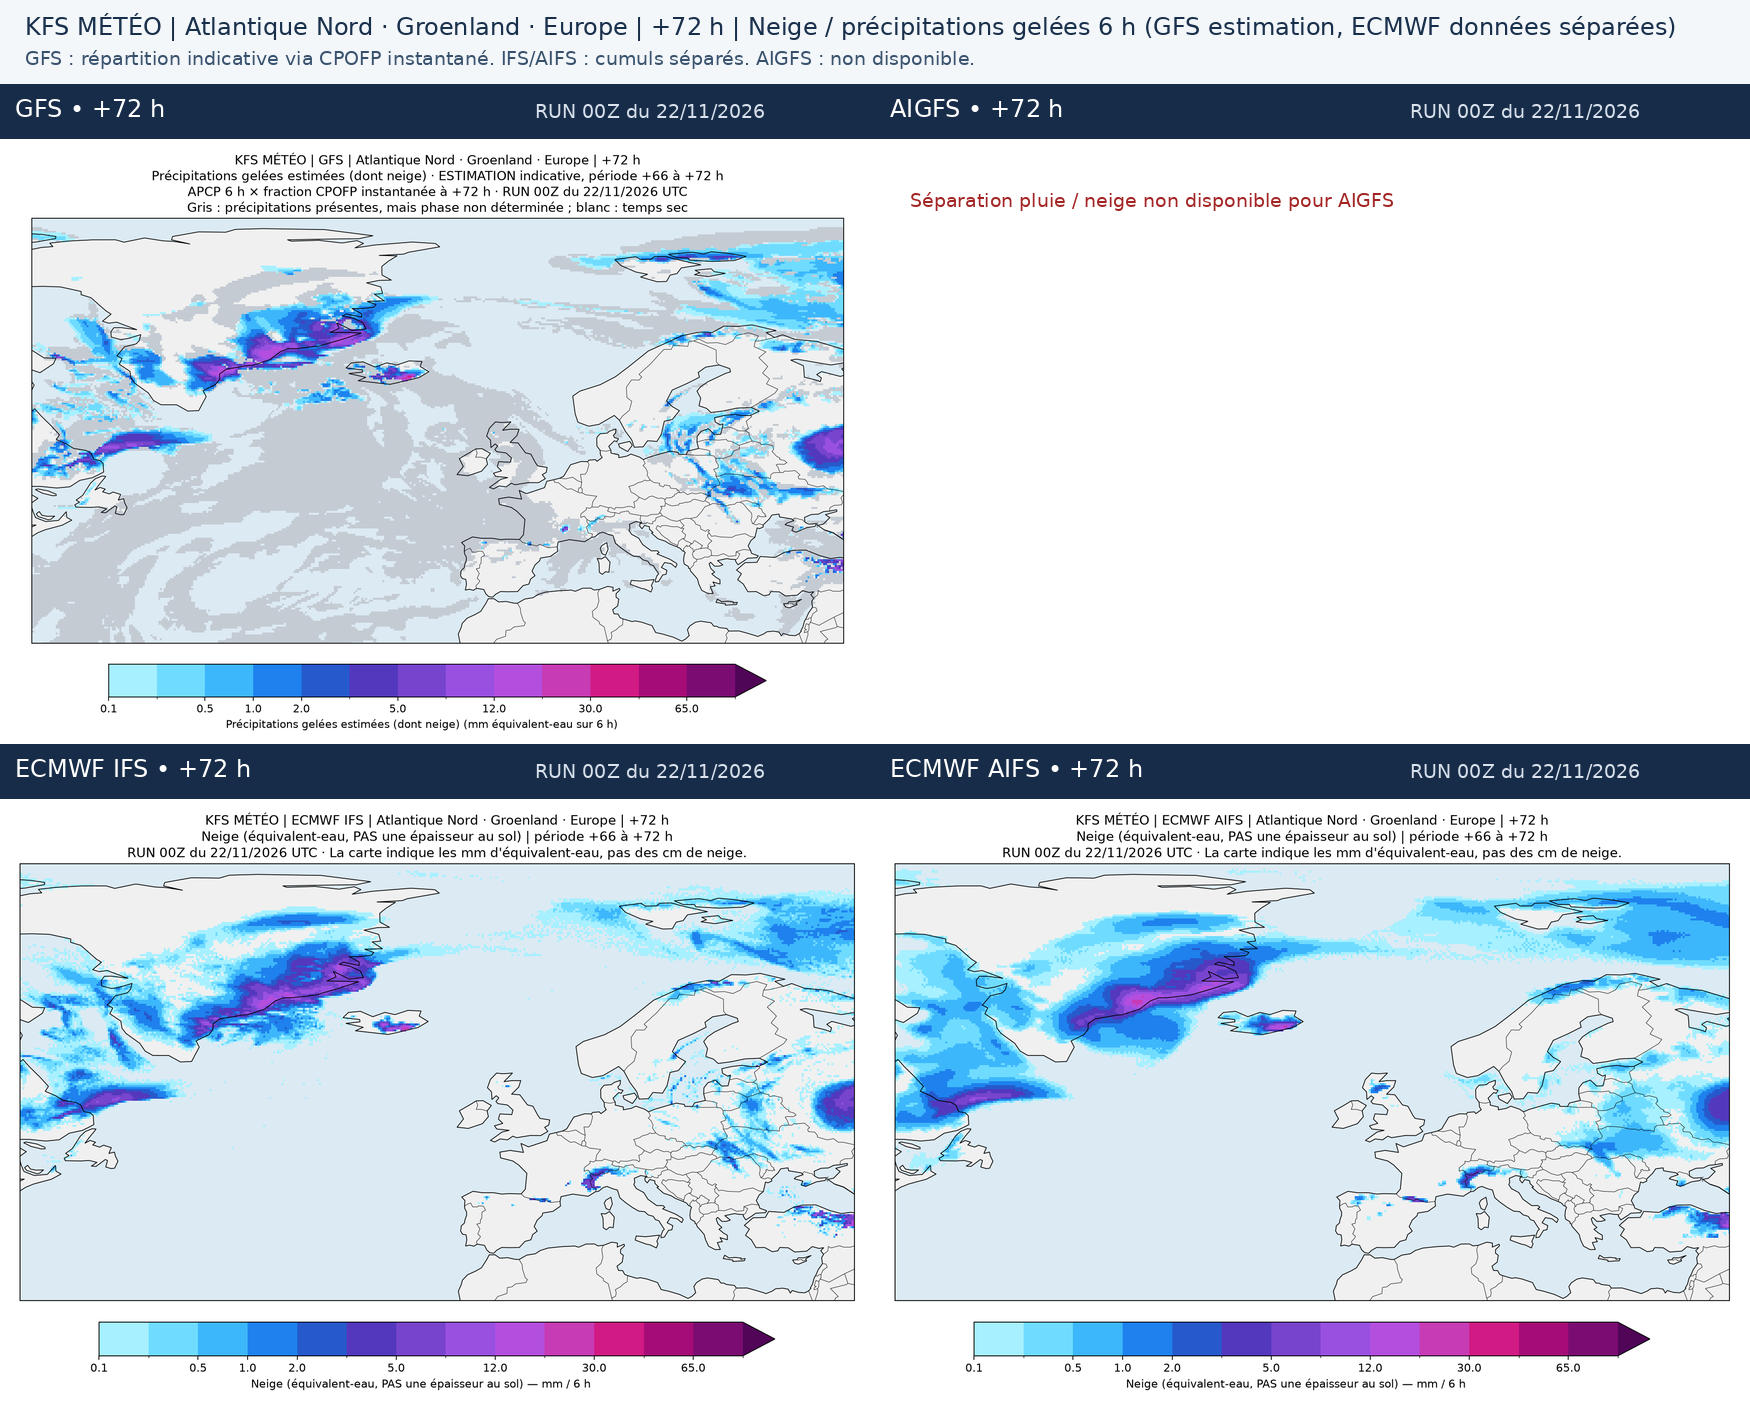 KFS MÉTÉO | Atlantique Nord · Groenland · Europe | +72 h | Neige / précipitations gelées 6 h (GFS estimation, ECMWF données séparées)
GFS : répartition indicative via CPOFP instantané. IFS/AIFS : cumuls séparés. AIGFS : non disponible.
GFS • +72 h
RUN 00Z du 22/11/2026
AIGFS • +72 h
RUN 00Z du 22/11/2026
KFS MÉTÉO | GFS | Atlantique Nord · Groenland · Europe | +72 h
Précipitations gelées estimées (dont neige) · ESTIMATION indicative, période +66 à +72 h
APCP 6 h × fraction CPOFP instantanée à +72 h · RUN 00Z du 22/11/2026 UTC
Gris : précipitations présentes, mais phase non déterminée ; blanc : temps sec
Séparation pluie / neige non disponible pour AIGFS
0.1 0.5 1.0 2.0 5.0 12.0 30.0 65.0
Précipitations gelées estimées (dont neige) (mm équivalent-eau sur 6 h)
ECMWF IFS • +72 h
RUN 00Z du 22/11/2026
ECMWF AIFS • +72 h
RUN 00Z du 22/11/2026
KFS MÉTÉO | ECMWF IFS | Atlantique Nord · Groenland · Europe | +72 h
Neige (équivalent-eau, PAS une épaisseur au sol) | période +66 à +72 h
RUN 00Z du 22/11/2026 UTC · La carte indique les mm d'équivalent-eau, pas des cm de neige.
KFS MÉTÉO | ECMWF AIFS | Atlantique Nord · Groenland · Europe | +72 h
Neige (équivalent-eau, PAS une épaisseur au sol) | période +66 à +72 h
RUN 00Z du 22/11/2026 UTC · La carte indique les mm d'équivalent-eau, pas des cm de neige.
0.1 0.5 1.0 2.0 5.0 12.0 30.0 65.0
Neige (équivalent-eau, PAS une épaisseur au sol) — mm / 6 h
0.1 0.5 1.0 2.0 5.0 12.0 30.0 65.0
Neige (équivalent-eau, PAS une épaisseur au sol) — mm / 6 h